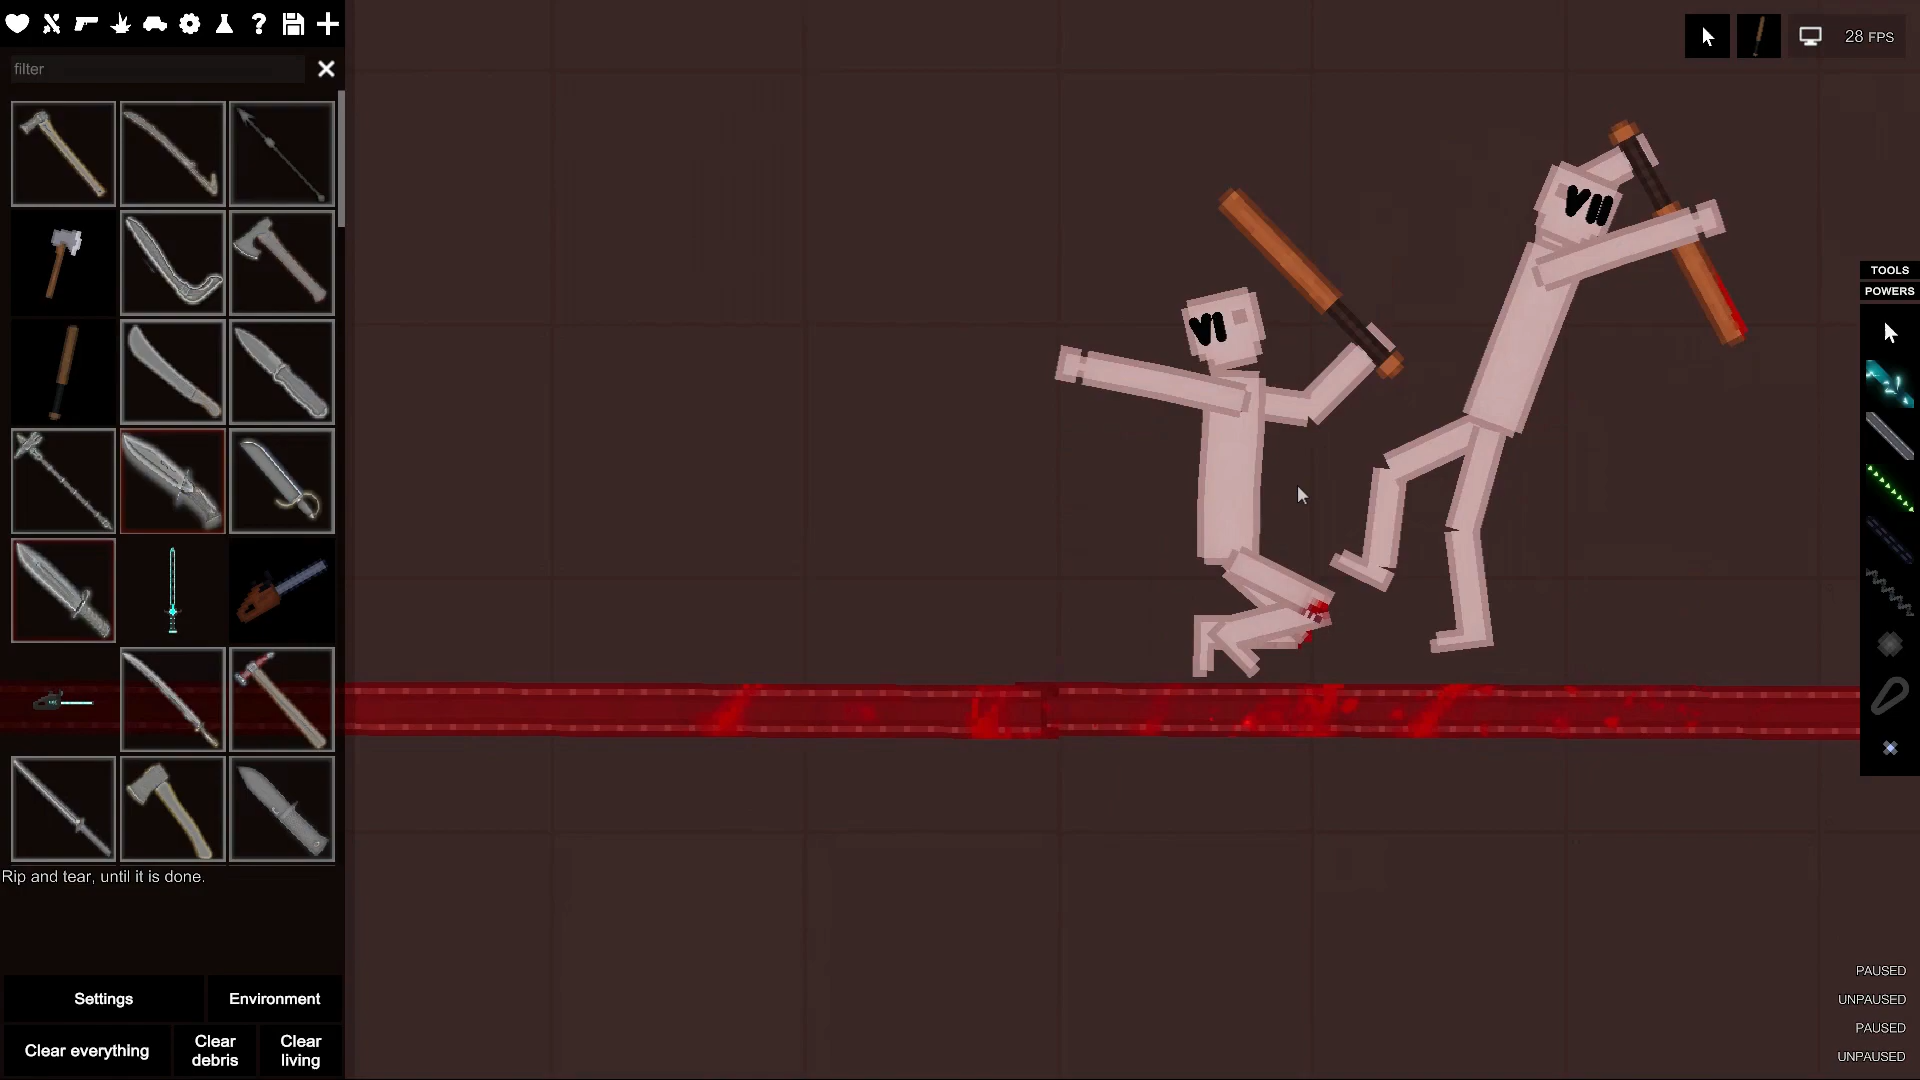 filter
28 FPS
TOOLS
POWERS
VI
VII
Rip and tear, until it is done.
Settings
Environment
Clear everything
Clear debris
Clear living
PAUSED
UNPAUSED
PAUSED
UNPAUSED